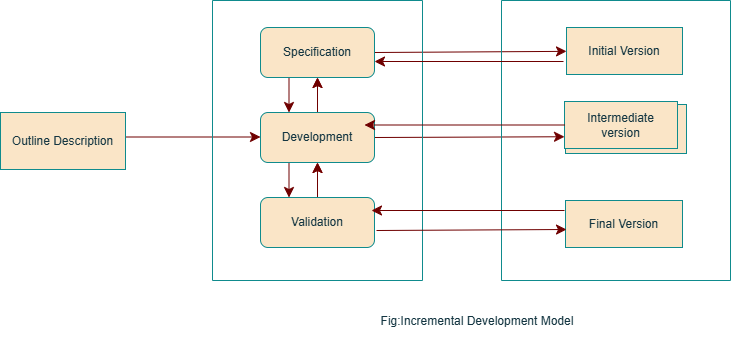 Specification
Initial Version
Outline Description
Development
Intermediate
version
Validation
Final Version
Fig:Incremental Development Model